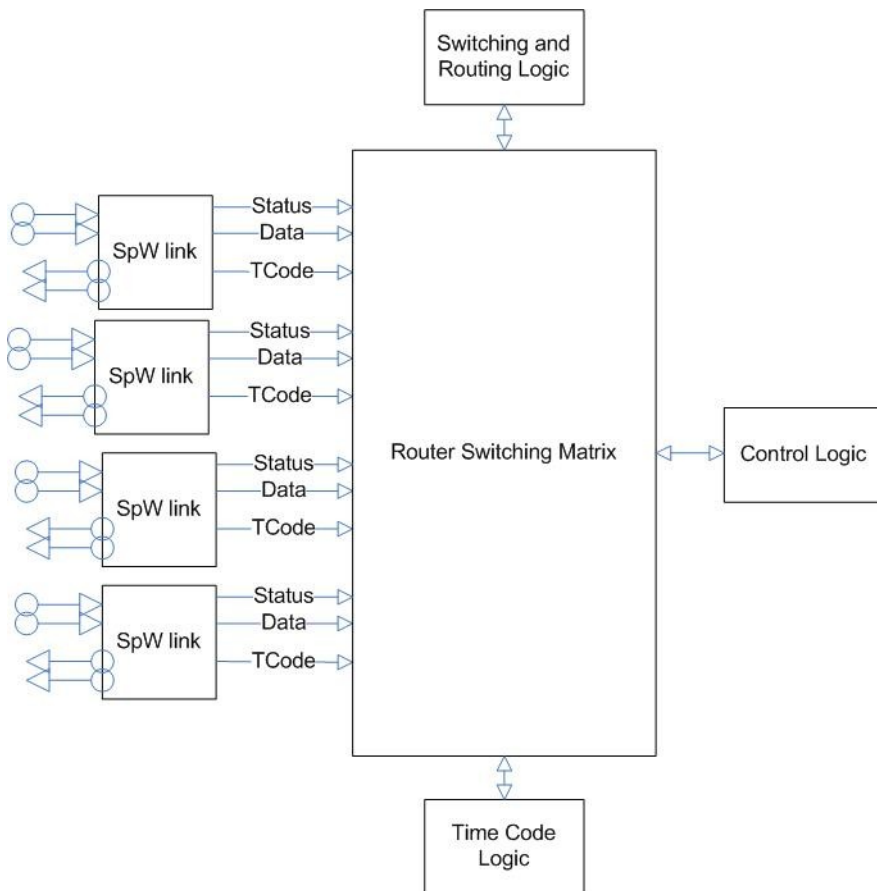 Switching and
Routing Logic
Status
Data
SpW link
TCode
Status
Data
SpW link
TCode
Router Switching Matrix
Control Logic
Status
Data
SpW link
TCode
Status
Data
SpW link
TCode
Time Code
Logic